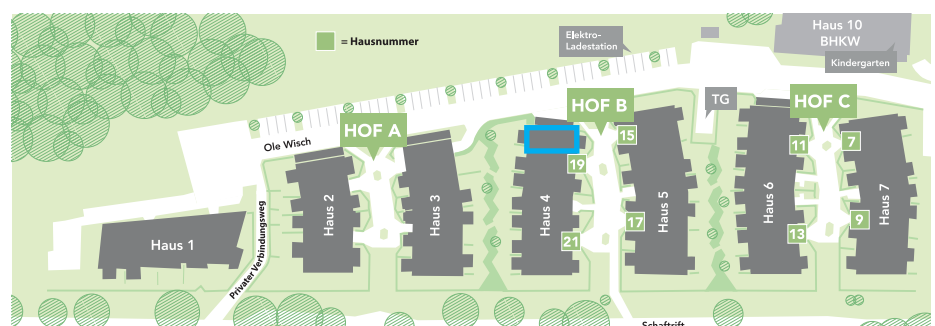 Haus 10
BHKW
Kindergarten
Elektro-
Ladestation
= Hausnummer
TG
HOF A
HOF B
HOF C
Ole Wisch
15
19
11
7
17
21
13
9
Haus 1
Haus 2
Haus 3
Haus 4
Haus 5
Haus 6
Haus 7
Privater Verbindungsweg
Schaftrift